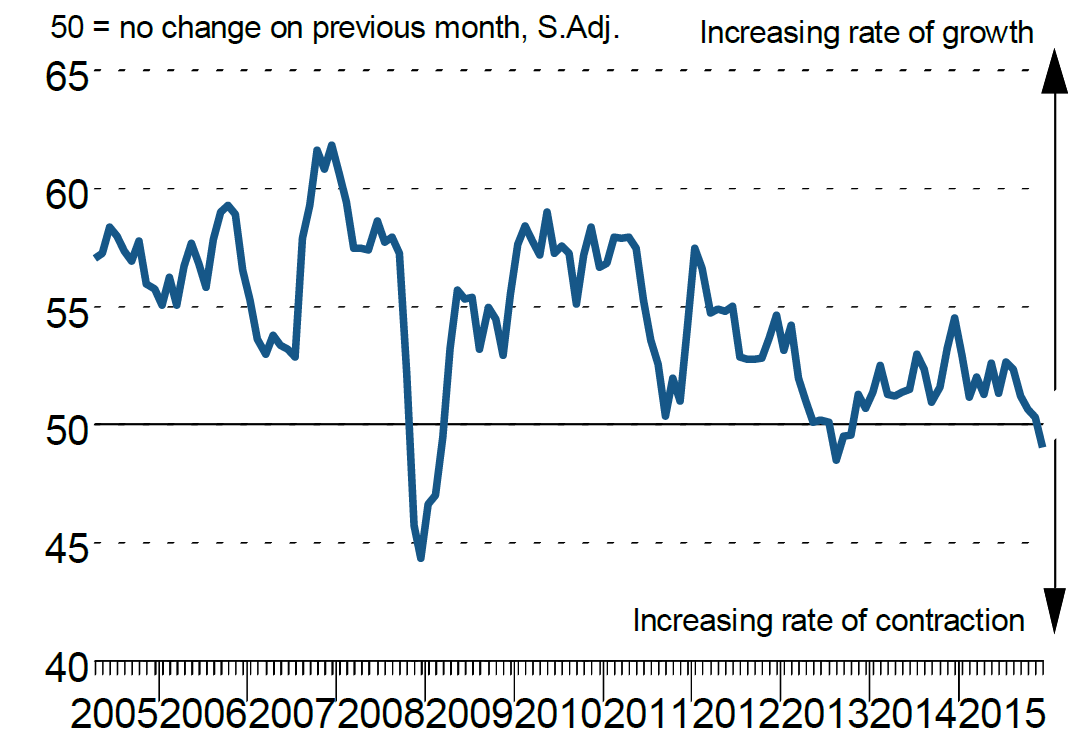 50 = no change on previous month, S.Adj.
Increasing rate of growth
65
60
55
50
45
Increasing rate of contraction
40
2005 2006 2007 2008 2009 2010 2011 2012 2013 2014 2015